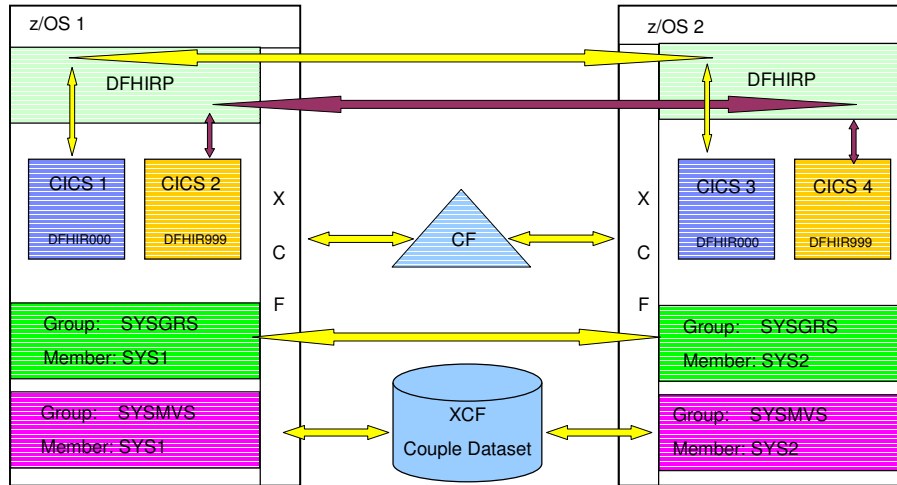 z/OS 1
z/OS 2
DFHIRP
DFHIRP
CICS 1
DFHIR000
CICS 2
DFHIR999
CICS 3
DFHIR000
CICS 4
DFHIR999
X
C
F
CF
X
C
F
Group: SYSGRS
Member: SYS1
Group: SYSGRS
Member: SYS2
Group: SYSMVS
Member: SYS1
XCF
Couple Dataset
Group: SYSMVS
Member: SYS2